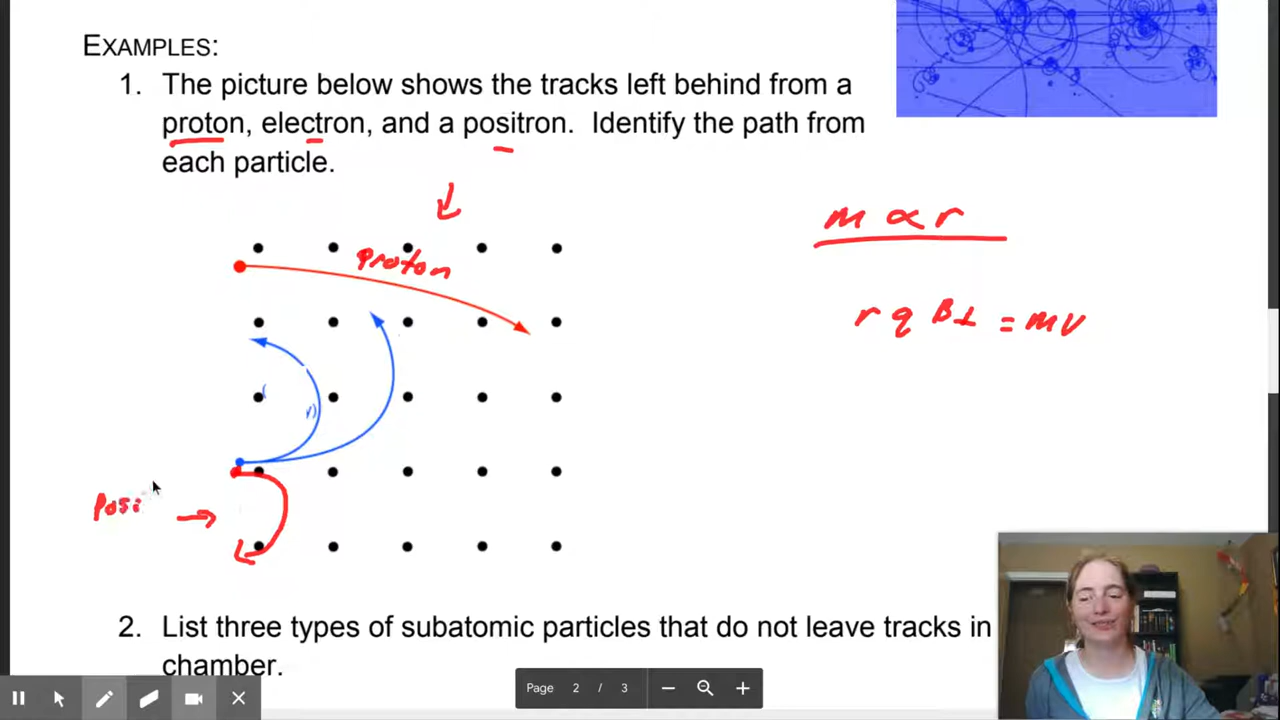 EXAMPLES:
1. The picture below shows the tracks left behind from a
proton, electron, and a positron. Identify the path from
each particle.
m ∝ r
proton
r q B⊥ = mv
Posi
2. List three types of subatomic particles that do not leave tracks in
chamber.
Page 2 / 3